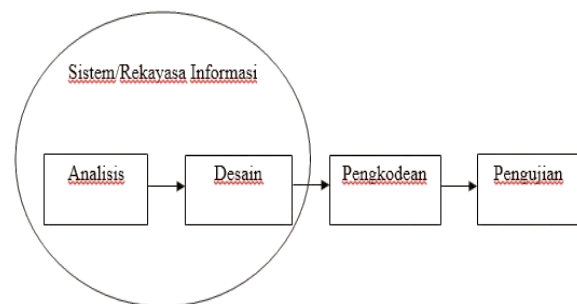 Sistem/Rekayasa Informasi
Analisis
Desain
Pengkodean
Pengujian